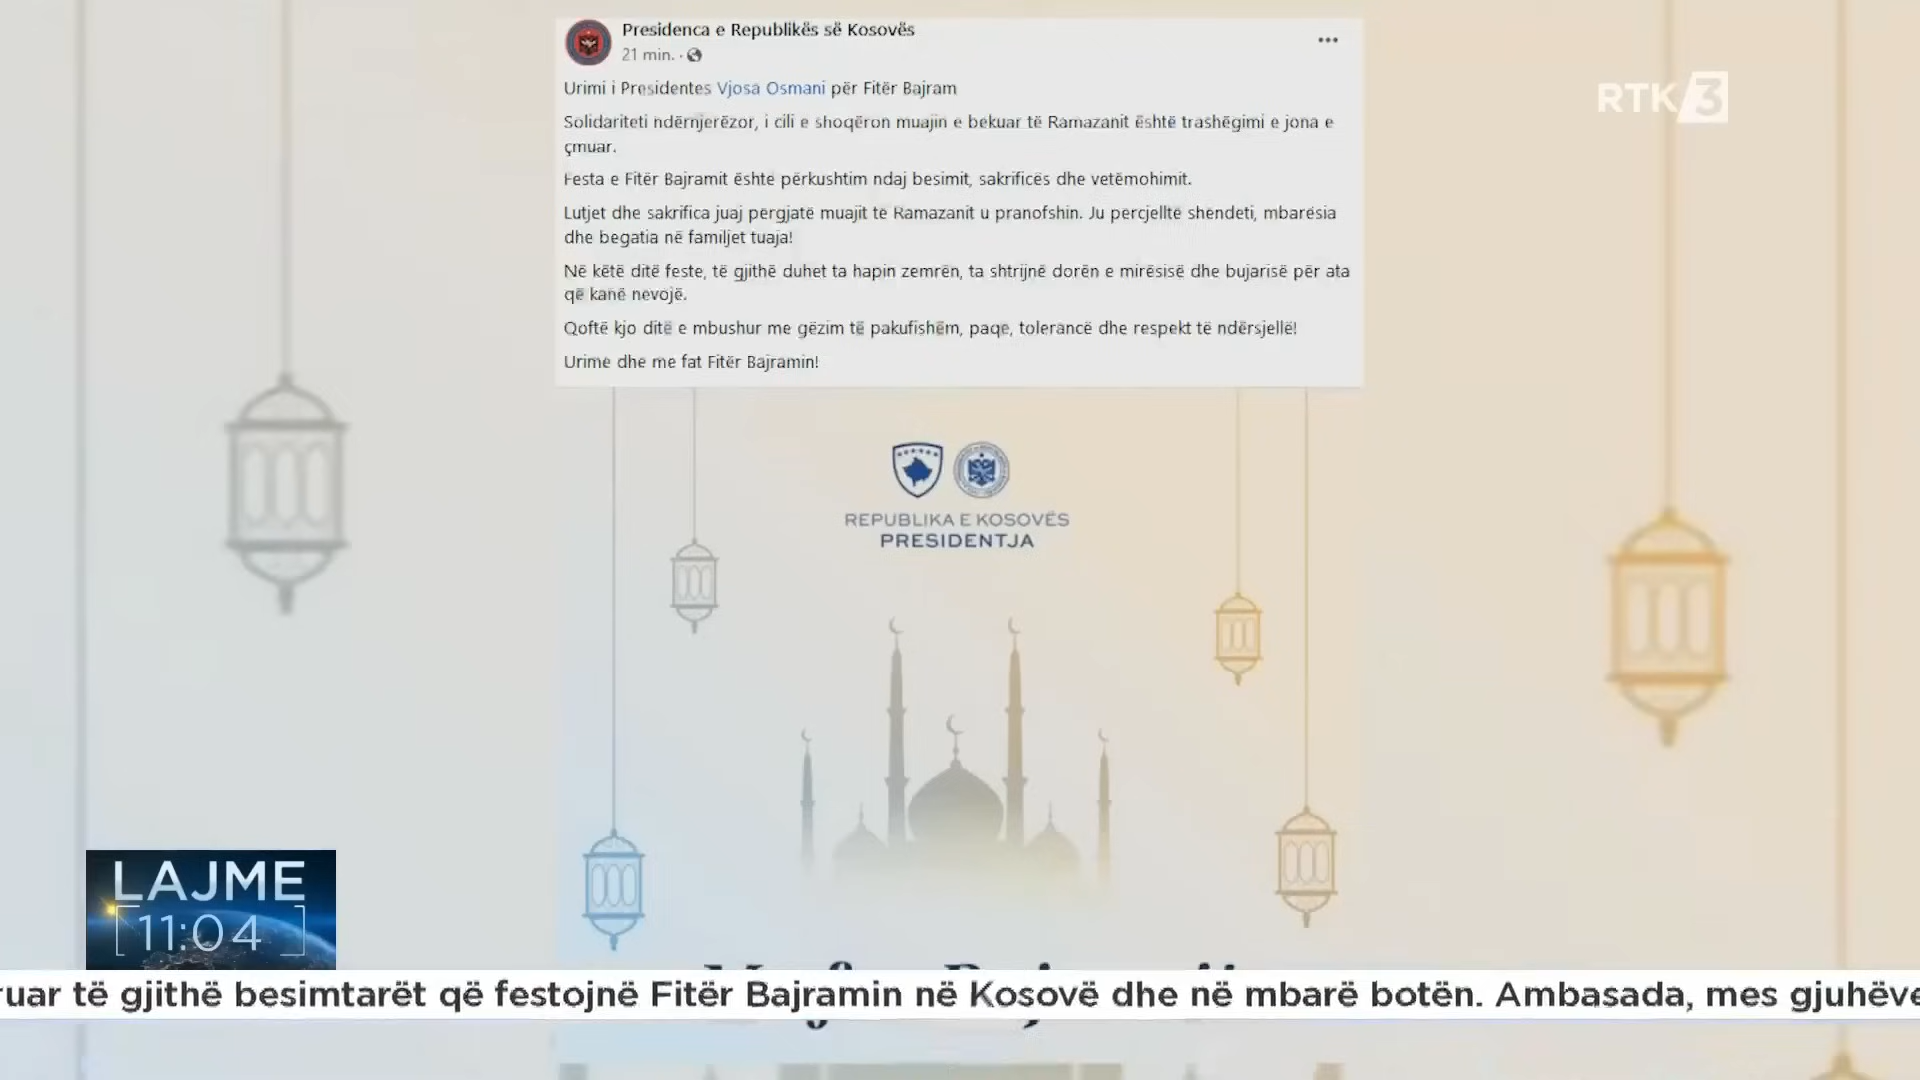 Presidenca e Republikës së Kosovës
21 min. ·
RTK 3
Urimi i Presidentes Vjosa Osmani për Fitër Bajram
Solidariteti ndërnjerëzor, i cili e shoqëron muajin e bekuar të Ramazanit është trashëgimi e jona e
çmuar.
Festa e Fitër Bajramit është përkushtim ndaj besimit, sakrificës dhe vetëmohimit.
Lutjet dhe sakrifica juaj përgjatë muajit të Ramazanit u pranofshin. Ju përcjelltë shëndeti, mbarësia
dhe begatia në familjet tuaja!
Në këtë ditë feste, të gjithë duhet ta hapin zemrën, ta shtrijnë dorën e mirësisë dhe bujarisë për ata
që kanë nevojë.
Qoftë kjo ditë e mbushur me gëzim të pakufishëm, paqe, tolerancë dhe respekt të ndërsjellë!
Urime dhe me fat Fitër Bajramin!
REPUBLIKA E KOSOVËS
PRESIDENTJA
LAJME
11:04
të gjithë besimtarët që festojnë Fitër Bajramin në Kosovë dhe në mbarë botën. Ambasada, mes